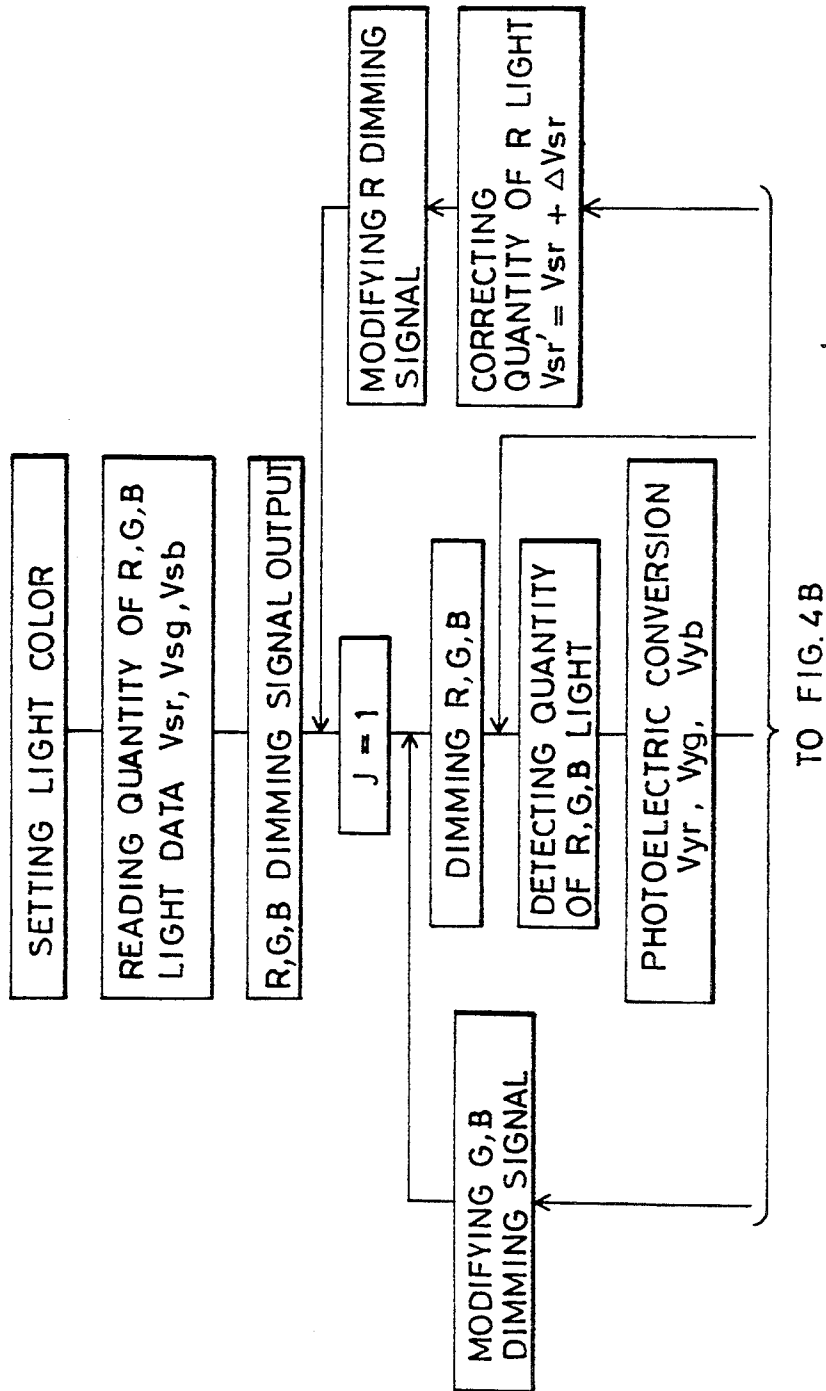 SETTING LIGHT COLOR
READING QUANTITY OF R,G,B
LIGHT DATA Vsr, Vsg, Vsb
R,G,B DIMMING SIGNAL OUTPUT
J = 1
DIMMING R,G,B
DETECTING QUANTITY
OF R,G,B LIGHT
PHOTOELECTRIC CONVERSION
Vyr, Vyg, Vyb
MODIFYING G,B
DIMMING SIGNAL
MODIFYING R DIMMING
SIGNAL
CORRECTING
QUANTITY OF R LIGHT
Vsr' = Vsr + ΔVsr
TO FIG. 4B